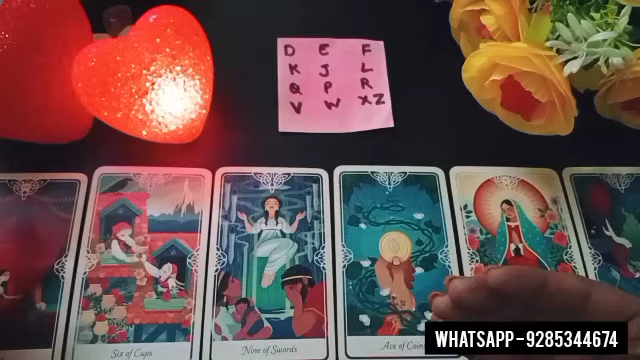 D E F
K J L
Q P R
V W XZ
Six of Cups
Nine of Swords
Ace of Coins
WHATSAPP-9285344674